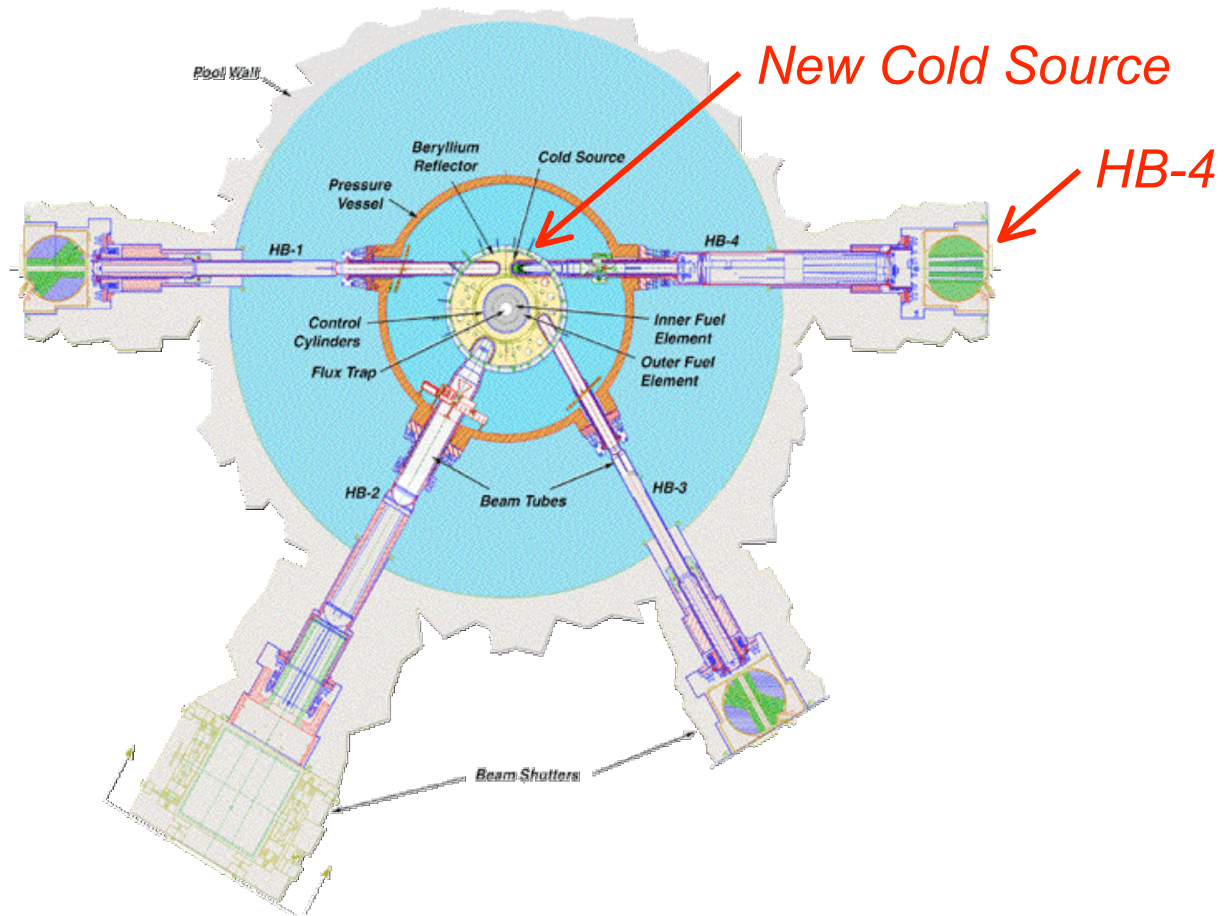 New Cold Source
Pool Wall
HB-4
Beryllium
Reflector
Cold Source
Pressure
Vessel
HB-1
HB-4
Control
Cylinders
Inner Fuel
Element
Flux Trap
Outer Fuel
Element
HB-2
Beam Tubes
HB-3
Beam Shutters